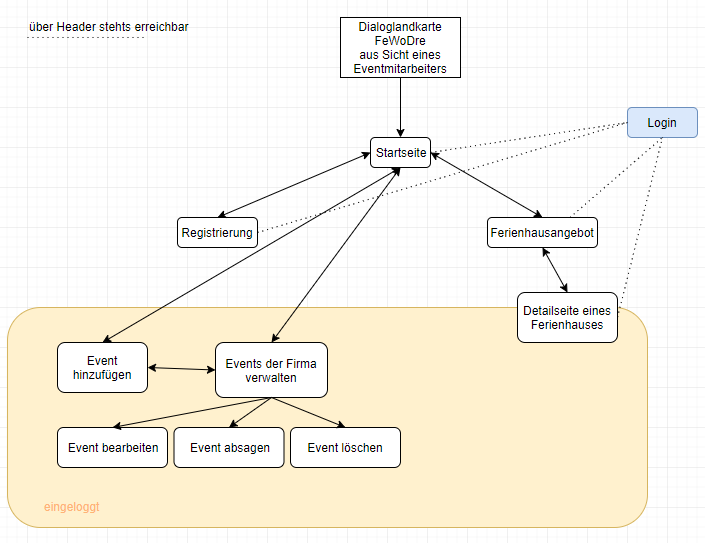 über Header stehts erreichbar
Dialoglandkarte
FeWoDre
aus Sicht eines
Eventmitarbeiters
Login
Startseite
Registrierung
Ferienhausangebot
Detailseite eines
Ferienhauses
Event
hinzufügen
Events der Firma
verwalten
Event bearbeiten
Event absagen
Event löschen
eingeloggt